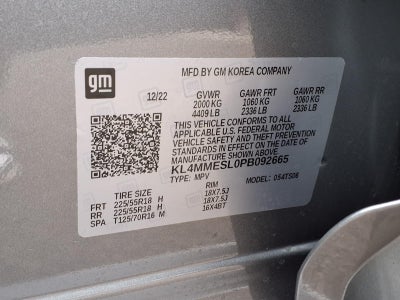 gm
MFD BY GM KOREA COMPANY
12/22 GVWR GAWR FRT GAWR RR
2000 KG 1060 KG 1060 KG
4409 LB 2336 LB 2336 LB
THIS VEHICLE CONFORMS TO ALL
APPLICABLE U.S. FEDERAL MOTOR
VEHICLE SAFETY AND THEFT PREVENTION
STANDARDS IN EFFECT ON THE DATE OF
MANUFACTURE SHOWN ABOVE.
KL4MMESL0PB092665
TYPE: MPV MODEL: 0S4TS06
TIRE SIZE RIM
FRT 225/55R18 H 18X7.5J
RR 225/55R18 H 18X7.5J
SPA T125/70R16 M 16X4BT